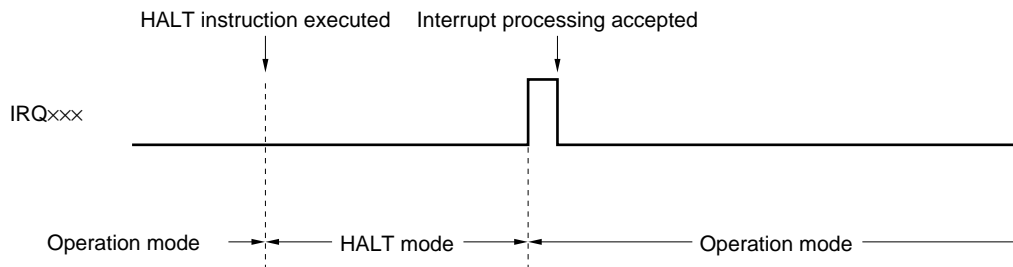 HALT instruction executed
Interrupt processing accepted
IRQ×××
Operation mode
HALT mode
Operation mode